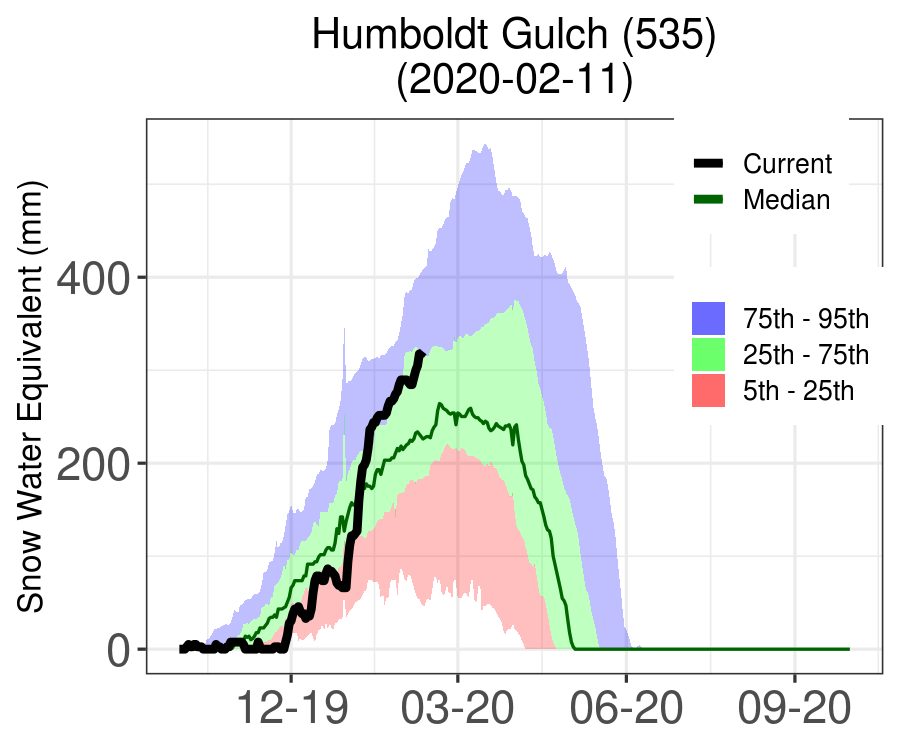 Humboldt Gulch (535)
(2020-02-11)
Snow Water Equivalent (mm)
400
200
0
12-19
03-20
06-20
09-20
Current
Median
75th - 95th
25th - 75th
5th - 25th